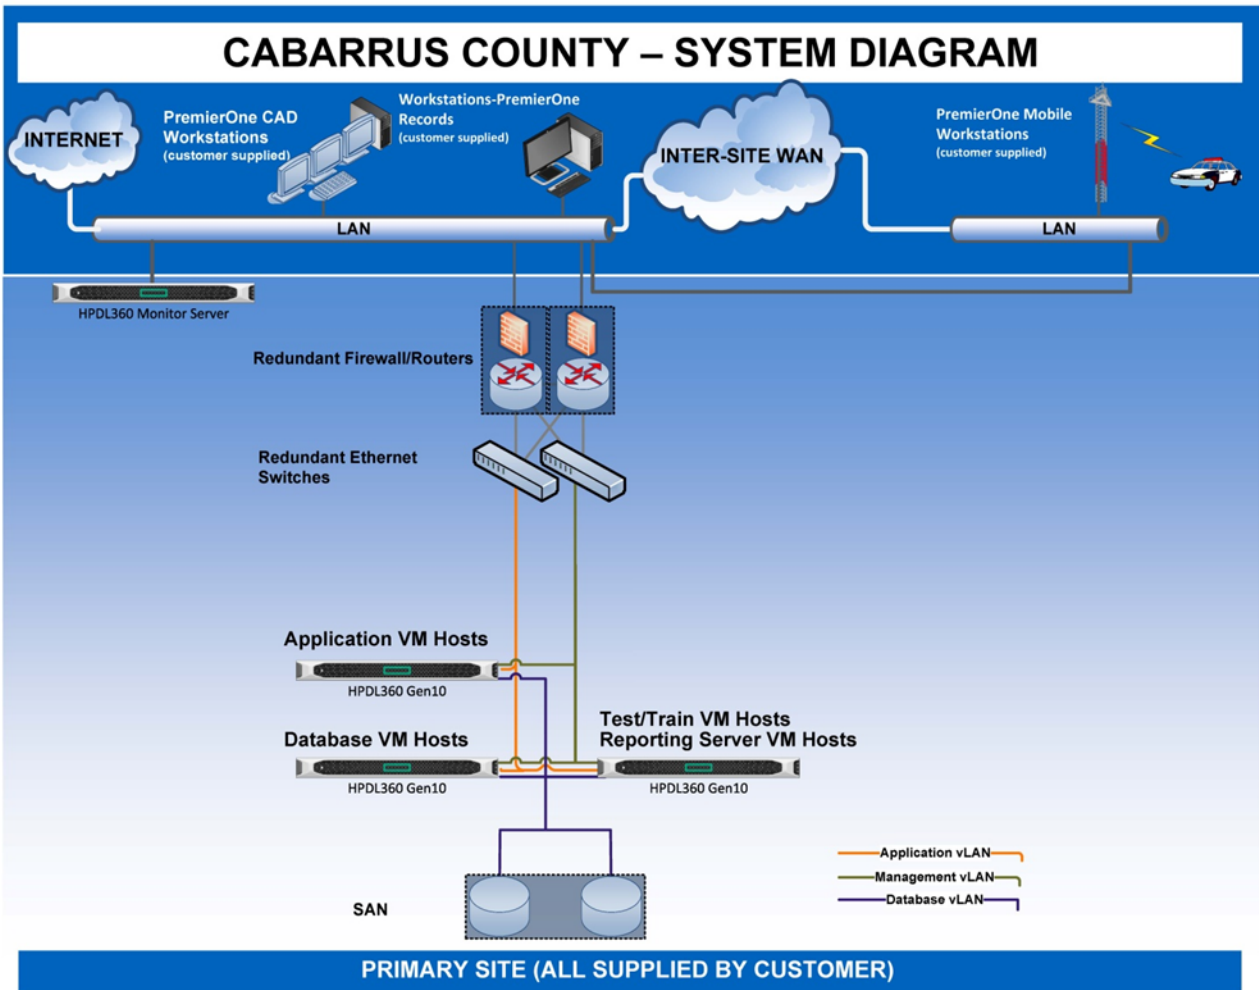 CABARRUS COUNTY – SYSTEM DIAGRAM
INTERNET
PremierOne CAD
Workstations
(customer supplied)
Workstations-PremierOne
Records
(customer supplied)
INTER-SITE WAN
PremierOne Mobile
Workstations
(customer supplied)
LAN
LAN
HPDL360 Monitor Server
Redundant Firewall/Routers
Redundant Ethernet
Switches
Application VM Hosts
HPDL360 Gen10
Database VM Hosts
HPDL360 Gen10
Test/Train VM Hosts
Reporting Server VM Hosts
HPDL360 Gen10
Application vLAN
Management vLAN
Database vLAN
SAN
PRIMARY SITE (ALL SUPPLIED BY CUSTOMER)